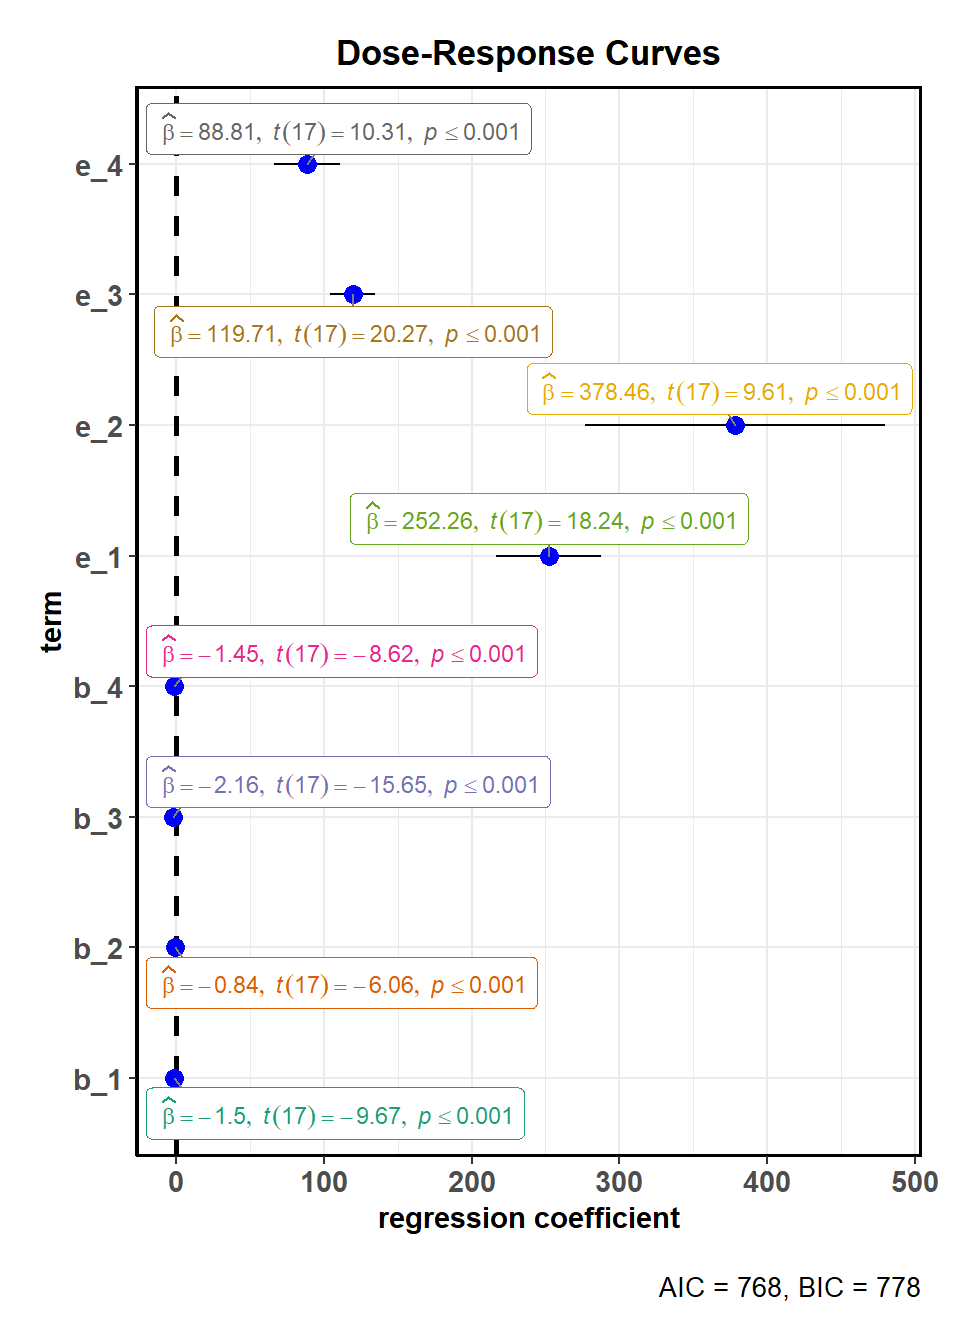 Dose-Response Curves
β̂ = 88.81, t(17) = 10.31, p ≤ 0.001
e_4
e_3
β̂ = 119.71, t(17) = 20.27, p ≤ 0.001
β̂ = 378.46, t(17) = 9.61, p ≤ 0.001
e_2
β̂ = 252.26, t(17) = 18.24, p ≤ 0.001
e_1
term
β̂ = −1.45, t(17) = −8.62, p ≤ 0.001
b_4
β̂ = −2.16, t(17) = −15.65, p ≤ 0.001
b_3
b_2
β̂ = −0.84, t(17) = −6.06, p ≤ 0.001
b_1
β̂ = −1.5, t(17) = −9.67, p ≤ 0.001
0 100 200 300 400 500
regression coefficient
AIC = 768, BIC = 778